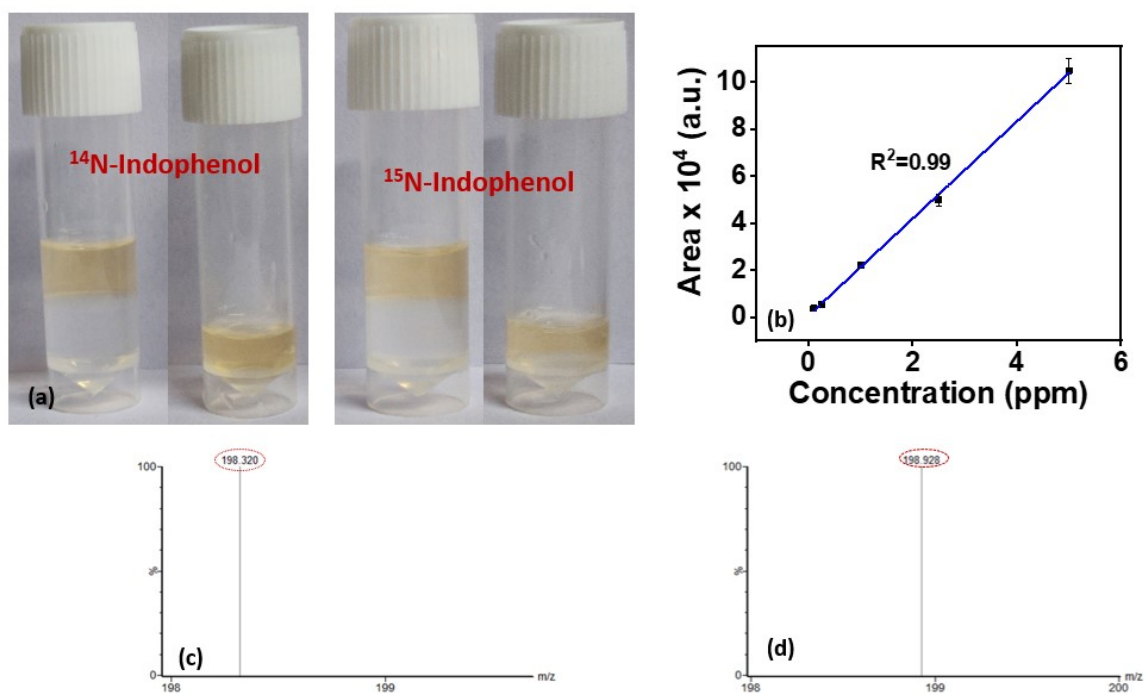 ¹⁴N-Indophenol
¹⁵N-Indophenol
(a)
Area x 10⁴ (a.u.)
10
8
6
4
2
0
R²=0.99
(b)
0 2 4 6
Concentration (ppm)
198.320
100
%
0
(c)
198 199 m/z
198.928
100
%
0
(d)
198 199 200 m/z